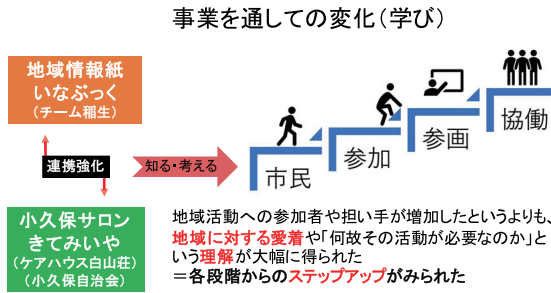 事業を通しての変化(学び)
地域情報紙
いなぶっく
(チーム稲生)
連携強化
知る・考える
小久保サロン
きてみいや
(ケアハウス白山荘)
(小久保自治会)
市民
参加
参画
協働
地域活動への参加者や担い手が増加したというよりも、
地域に対する愛着や「何故その活動が必要なのか」と
いう理解が大幅に得られた
＝各段階からのステップアップがみられた